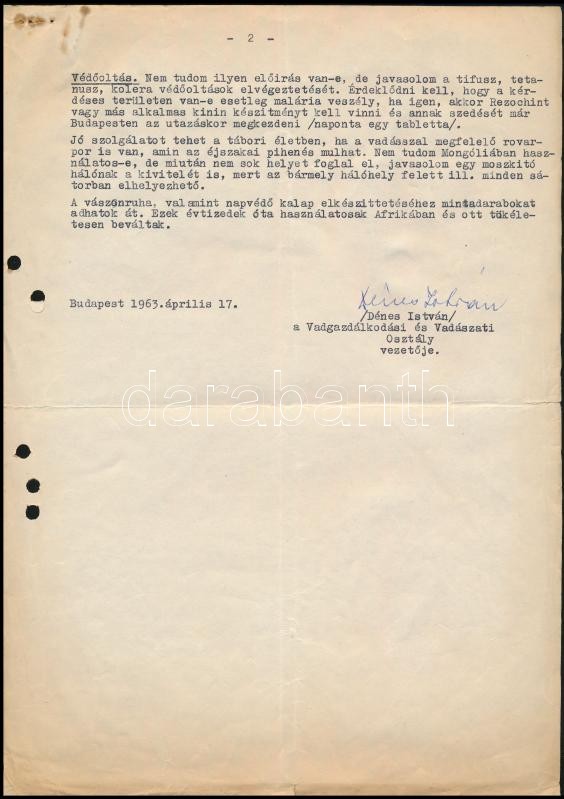 - 2 -
Védőoltás. Nem tudom ilyen előirás van-e, de javasolom a tifusz, teta-
nusz, kolera védőoltások elvégeztetését. Érdeklődni kell, hogy a kér-
déses területen van-e esetleg malária veszély, ha igen, akkor Rezochint
vagy más alkalmas kinin készitményt kell vinni és annak szedését már
Budapesten az utazáskor megkezdeni /naponta egy tabletta/.
Jó szolgálatot tehet a tábori életben, ha a vadásszal megfelelő rovar-
por is van, amin az éjszakai pihenés mulhat. Nem tudom Mongóliában hasz-
nálatos-e, de miután nem sok helyet foglal el, javasolom egy moszkitó
hálónak a kivitelét is, mert az bármely hálóhely felett ill. minden sá-
torban elhelyezhető.
A vászonruha, valamint napvédő kalap elkészittetéséhez mintadarabokat
adhatok át. Ezek évtizedek óta használatosak Afrikában és ott tökéle-
tesen beváltak.
Budapest 1963.április 17.
Dénes István
/Dénes István/
a Vadgazdálkodási és Vadászati
Osztály
vezetője.
darabanth